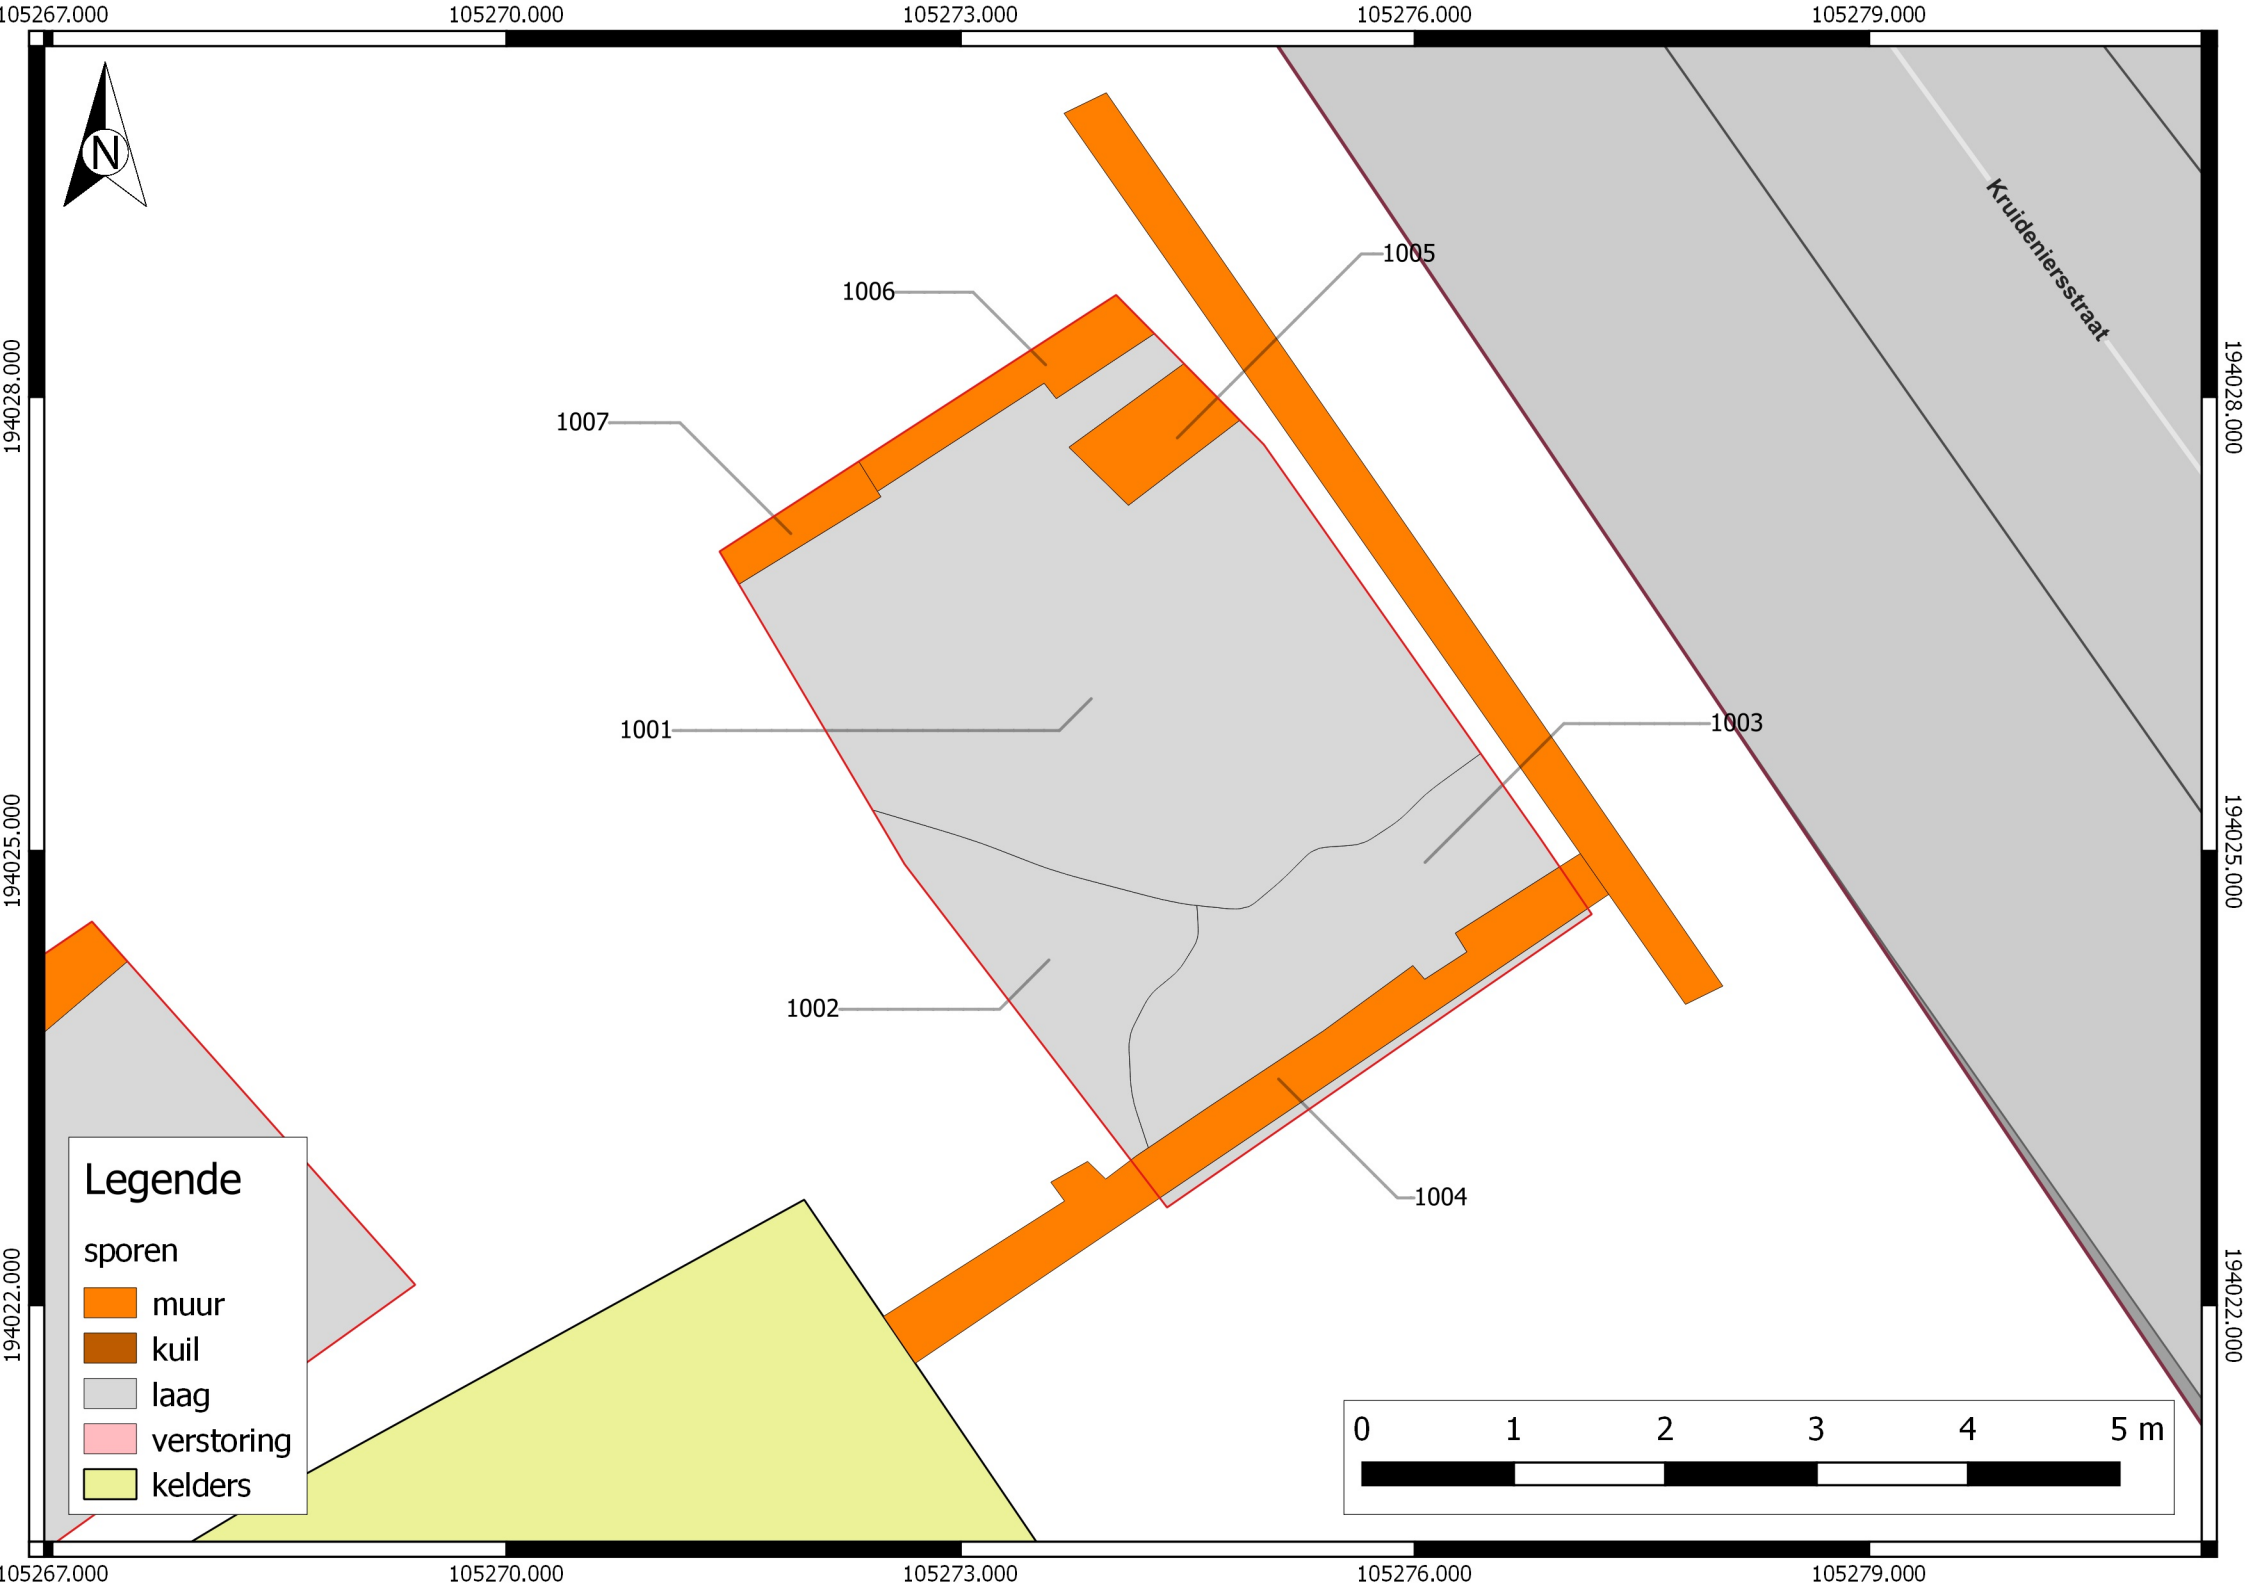 105267.000 105270.000 105273.000 105276.000 105279.000
N
Kruideniersstraat
1005
1006
194028.000 194028.000
1007
1001
1003
194025.000 194025.000
1002
1004
194022.000 194022.000
Legende
sporen
muur
kuil
laag
verstoring
kelders
0 1 2 3 4 5 m
105267.000 105270.000 105273.000 105276.000 105279.000